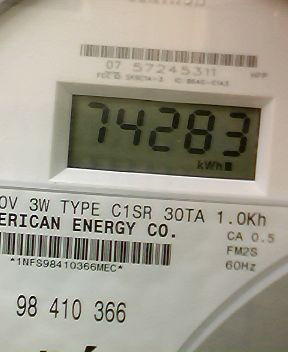 07 57245311
74283
kWh
0V 3W TYPE C1SR 30TA 1.0Kh
ERICAN ENERGY CO.
CA 0.5
FM2S
60Hz
*1NFS98410366MEC*
98 410 366